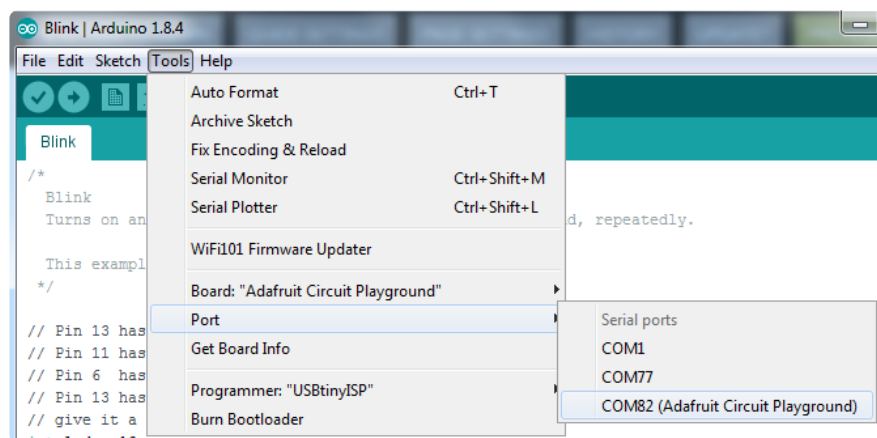 Blink | Arduino 1.8.4
File Edit Sketch Tools Help
Auto Format Ctrl+T
Archive Sketch
Fix Encoding & Reload
Serial Monitor Ctrl+Shift+M
Serial Plotter Ctrl+Shift+L
WiFi101 Firmware Updater
Board: "Adafruit Circuit Playground"
Port
Get Board Info
Programmer: "USBtinyISP"
Burn Bootloader
Serial ports
COM1
COM77
COM82 (Adafruit Circuit Playground)
Blink
/*
Blink
Turns on an d, repeatedly.
This exampl
*/
// Pin 13 has
// Pin 11 has
// Pin 6 has
// Pin 13 has
// give it a